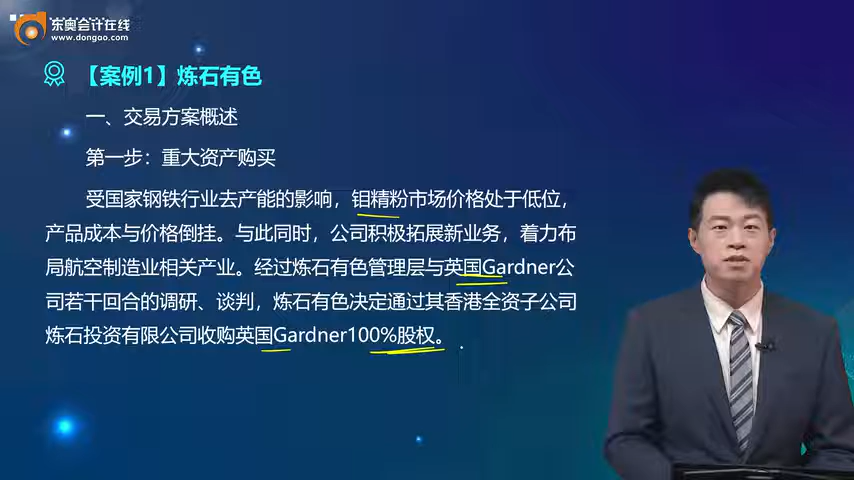 东奥会计在线
www.dongao.com
【案例1】炼石有色
一、交易方案概述
第一步：重大资产购买
受国家钢铁行业去产能的影响，钼精粉市场价格处于低位，
产品成本与价格倒挂。与此同时，公司积极拓展新业务，着力布
局航空制造业相关产业。经过炼石有色管理层与英国Gardner公
司若干回合的调研、谈判，炼石有色决定通过其香港全资子公司
炼石投资有限公司收购英国Gardner100%股权。